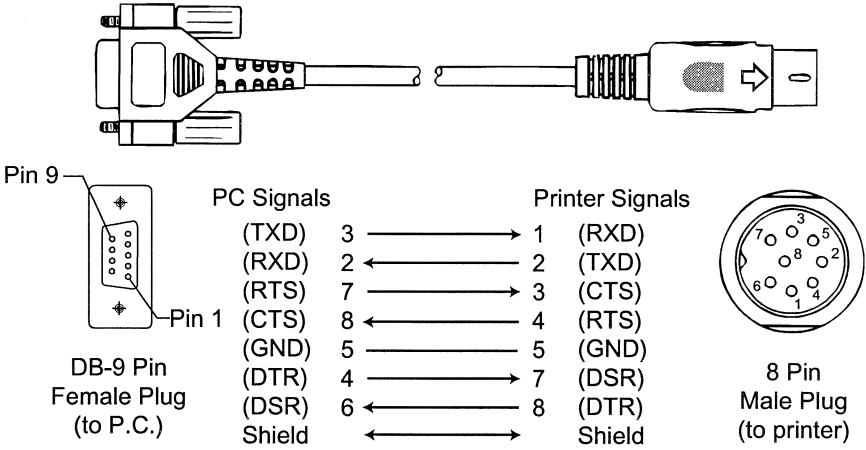 Pin 9
Pin 1
DB-9 Pin
Female Plug
(to P.C.)
PC Signals Printer Signals
(TXD) 3 1 (RXD)
(RXD) 2 2 (TXD)
(RTS) 7 3 (CTS)
(CTS) 8 4 (RTS)
(GND) 5 5 (GND)
(DTR) 4 7 (DSR)
(DSR) 6 8 (DTR)
Shield Shield
3
7 5
8 2
6 4
1
8 Pin
Male Plug
(to printer)